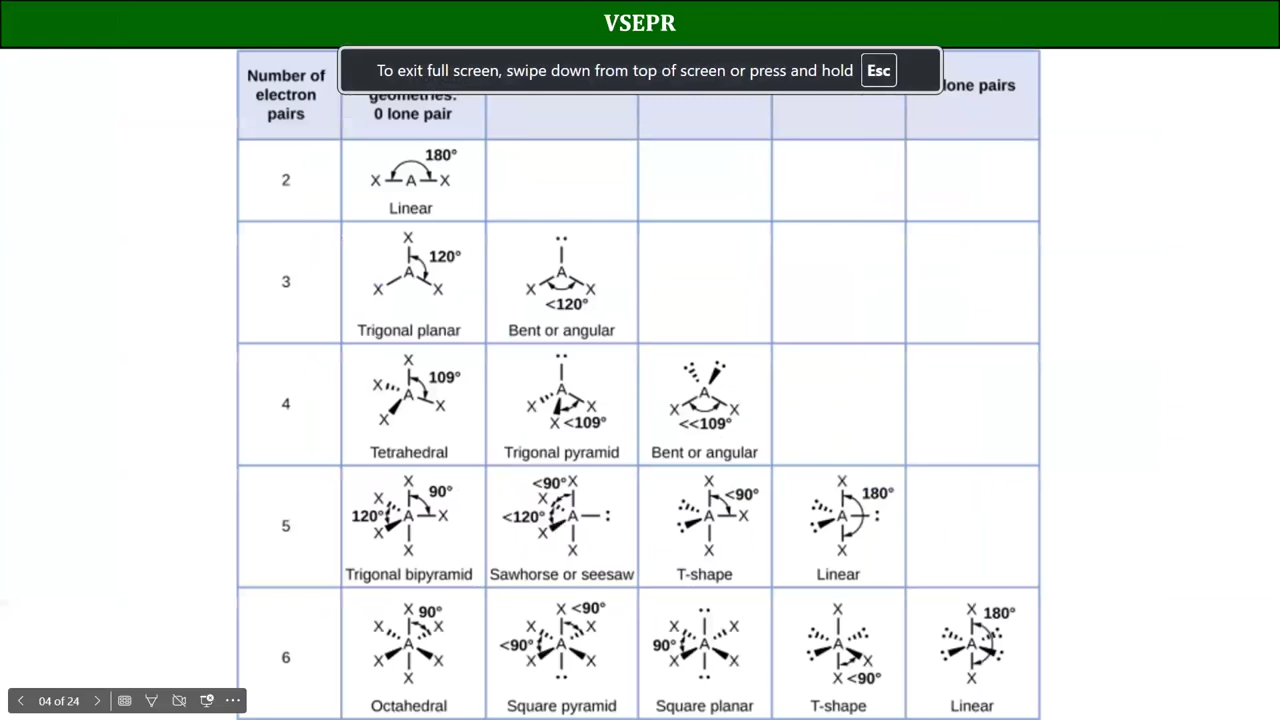 VSEPR
To exit full screen, swipe down from top of screen or press and hold Esc
Number of
electron
pairs
geometries:
0 lone pair
lone pairs
2
180°
X A X
Linear
3
X
120°
A
X X
Trigonal planar
:
A
X X
<120°
Bent or angular
4
X
109°
X A
X
X
Tetrahedral
:
A
X X
X <109°
Trigonal pyramid
: :
A
X X
<<109°
Bent or angular
5
X
90°
X
120° A X
X
X
Trigonal bipyramid
<90° X
X
<120° A :
X
X
Sawhorse or seesaw
X
<90°
:
A X
:
X
T-shape
X
180°
:
A :
:
X
Linear
6
X 90°
X X
A
X X
X
Octahedral
X <90°
X X
<90° A
X X
:
Square pyramid
:
X X
90° A
X X
:
Square planar
X
: :
A
: X
X <90°
T-shape
X 180°
: :
A
: :
X
Linear
04 of 24